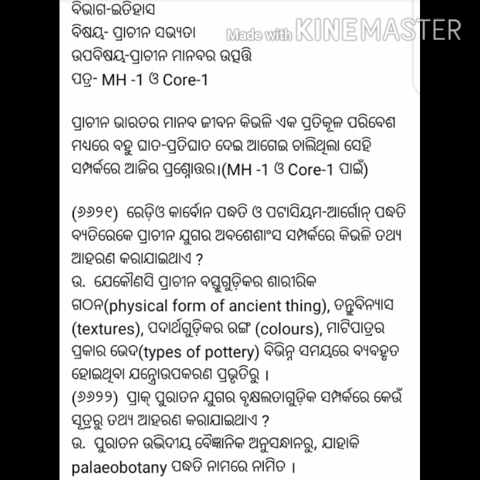 ବିଭାଗ-ଇତିହାସ
Made with KINEMASTER
ବିଷୟ- ପ୍ରାଚୀନ ସଭ୍ୟତା
ଉପବିଷୟ-ପ୍ରାଚୀନ ମାନବର ଉତ୍ପତ୍ତି
ପତ୍ର- MH -1 ଓ Core-1
ପ୍ରାଚୀନ ଭାରତର ମାନବ ଜୀବନ କିଭଳି ଏକ ପ୍ରତିକୂଳ ପରିବେଶ
ମଧ୍ୟରେ ବହୁ ଘାତ-ପ୍ରତିଘାତ ଦେଇ ଆଗେଇ ଚାଲିଥିଲା ସେହି
ସମ୍ପର୍କରେ ଆଜିର ପ୍ରଶ୍ନୋତ୍ତର।(MH -1 ଓ Core-1 ପାଇଁ)
(୬୬୨୧) ରେଡ଼ିଓ କାର୍ବୋନ ପଦ୍ଧତି ଓ ପଟାସିୟମ-ଆର୍ଗୋନ୍ ପଦ୍ଧତି
ବ୍ୟତିରେକେ ପ୍ରାଚୀନ ଯୁଗର ଅବଶେଶାଂସ ସମ୍ପର୍କରେ କିଭଳି ତଥ୍ୟ
ଆହରଣ କରାଯାଇଥାଏ ?
ଉ. ଯେକୌଣସି ପ୍ରାଚୀନ ବସ୍ତୁଗୁଡ଼ିକର ଶାରୀରିକ
ଗଠନ(physical form of ancient thing), ତନ୍ତୁବିନ୍ୟାସ
(textures), ପଦାର୍ଥଗୁଡ଼ିକର ରଙ୍ଗ (colours), ମାଟିପାତ୍ରର
ପ୍ରକାର ଭେଦ(types of pottery) ବିଭିନ୍ନ ସମୟରେ ବ୍ୟବହୃତ
ହୋଇଥିବା ଯନ୍ତ୍ରୋଉପକରଣ ପ୍ରଭୃତିରୁ ।
(୬୬୨୨) ପ୍ରାକ୍ ପୁରାତନ ଯୁଗର ବୃକ୍ଷଲତାଗୁଡ଼ିକ ସମ୍ପର୍କରେ କେଉଁ
ସୂତ୍ରରୁ ତଥ୍ୟ ଆହରଣ କରାଯାଇଥାଏ ?
ଉ. ପୁରାତନ ଉଦ୍ଭିଦୀୟ ବୈଜ୍ଞାନିକ ଅନୁସନ୍ଧାନରୁ, ଯାହାକି
palaeobotany ପଦ୍ଧତି ନାମରେ ନାମିତ ।